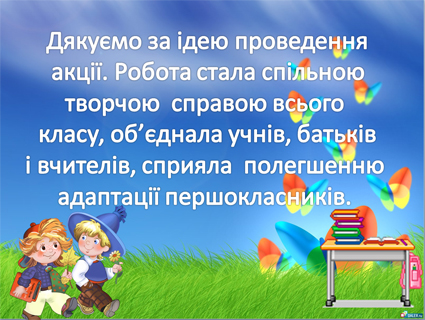 Дякуємо за ідею проведення
акції. Робота стала спільною
творчою справою всього
класу, об’єднала учнів, батьків
і вчителів, сприяла полегшенню
адаптації першокласників.